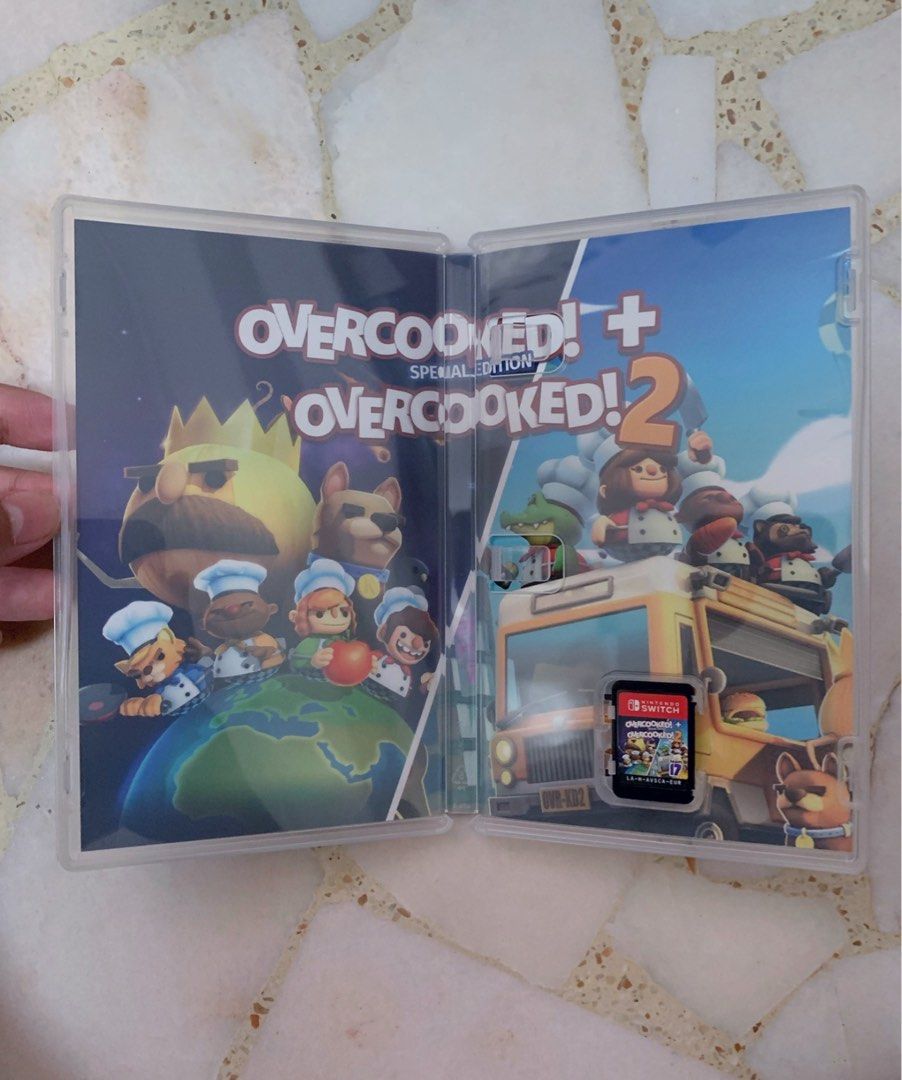 OVERCOOKED! +
SPECIAL EDITION
OVERCOOKED! 2
OVR-KD2
NINTENDO
SWITCH
OVERCOOKED! +
OVERCOOKED! 2
LA-H-AVSCA-EUR